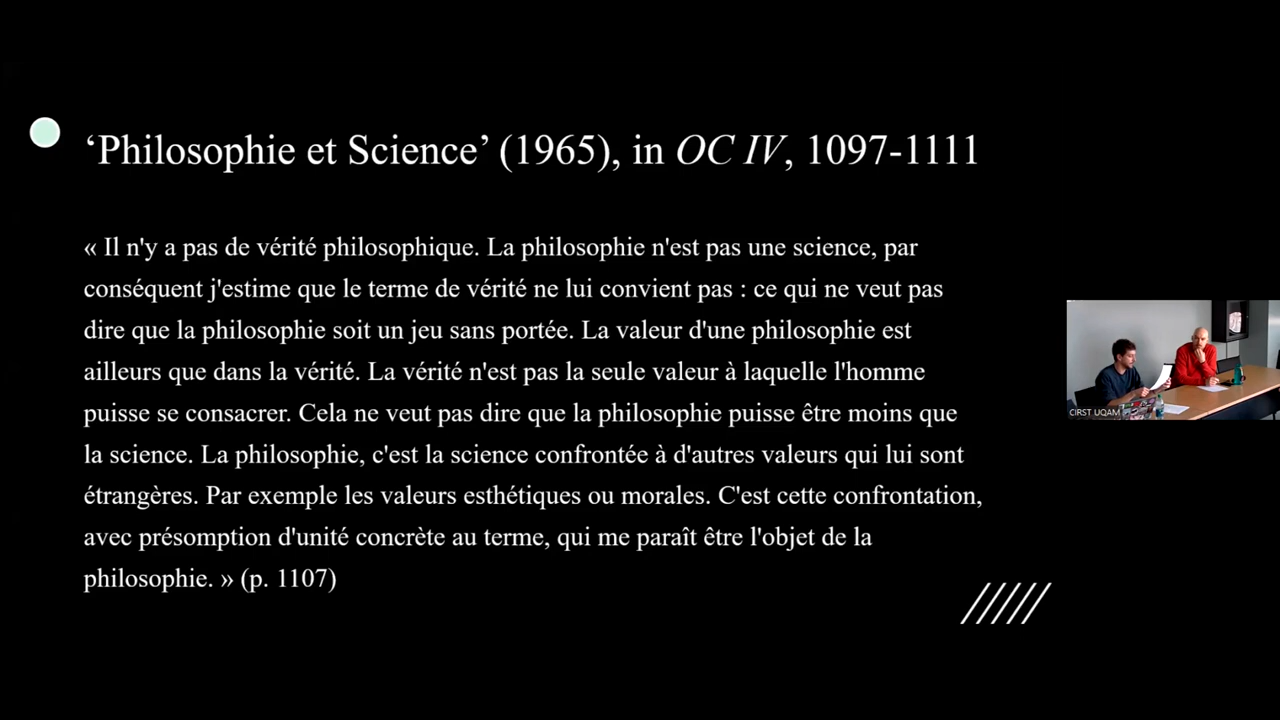 ‘Philosophie et Science’ (1965), in OC IV, 1097-1111
« Il n'y a pas de vérité philosophique. La philosophie n'est pas une science, par
conséquent j'estime que le terme de vérité ne lui convient pas : ce qui ne veut pas
dire que la philosophie soit un jeu sans portée. La valeur d'une philosophie est
ailleurs que dans la vérité. La vérité n'est pas la seule valeur à laquelle l'homme
puisse se consacrer. Cela ne veut pas dire que la philosophie puisse être moins que
la science. La philosophie, c'est la science confrontée à d'autres valeurs qui lui sont
étrangères. Par exemple les valeurs esthétiques ou morales. C'est cette confrontation,
avec présomption d'unité concrète au terme, qui me paraît être l'objet de la
philosophie. » (p. 1107)
CIRST UQAM